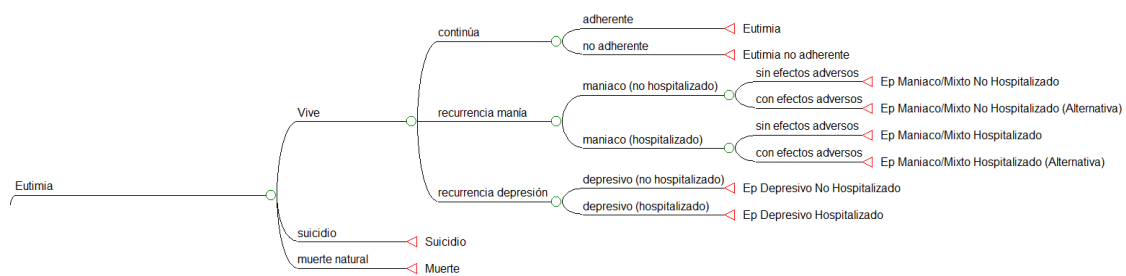 adherente
Eutimia
continúa
no adherente
Eutimia no adherente
sin efectos adversos
Ep Maniaco/Mixto No Hospitalizado
maniaco (no hospitalizado)
con efectos adversos
Ep Maniaco/Mixto No Hospitalizado (Alternativa)
Vive
recurrencia manía
sin efectos adversos
Ep Maniaco/Mixto Hospitalizado
maniaco (hospitalizado)
con efectos adversos
Ep Maniaco/Mixto Hospitalizado (Alternativa)
Eutimia
depresivo (no hospitalizado)
Ep Depresivo No Hospitalizado
recurrencia depresión
depresivo (hospitalizado)
Ep Depresivo Hospitalizado
suicidio
Suicidio
muerte natural
Muerte